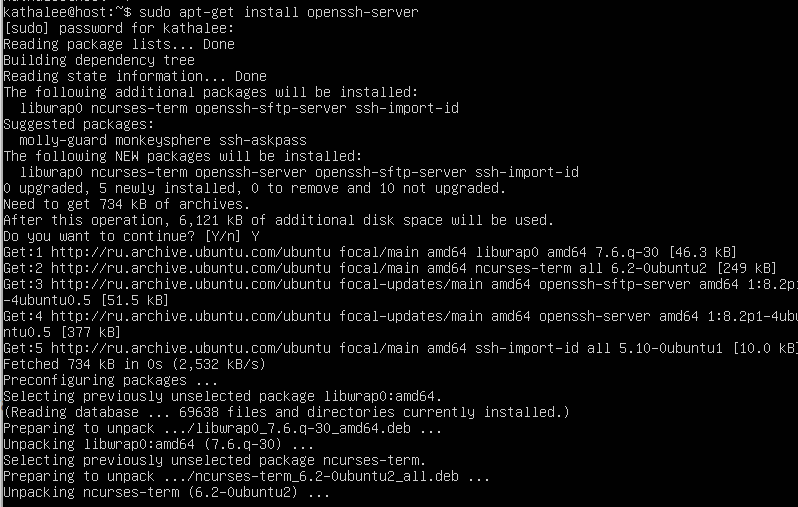 kathalee@host:~$ sudo apt-get install openssh-server
[sudo] password for kathalee:
Reading package lists... Done
Building dependency tree
Reading state information... Done
The following additional packages will be installed:
  libwrap0 ncurses-term openssh-sftp-server ssh-import-id
Suggested packages:
  molly-guard monkeysphere ssh-askpass
The following NEW packages will be installed:
  libwrap0 ncurses-term openssh-server openssh-sftp-server ssh-import-id
0 upgraded, 5 newly installed, 0 to remove and 10 not upgraded.
Need to get 734 kB of archives.
After this operation, 6,121 kB of additional disk space will be used.
Do you want to continue? [Y/n] Y
Get:1 http://ru.archive.ubuntu.com/ubuntu focal/main amd64 libwrap0 amd64 7.6.q-30 [46.3 kB]
Get:2 http://ru.archive.ubuntu.com/ubuntu focal/main amd64 ncurses-term all 6.2-0ubuntu2 [249 kB]
Get:3 http://ru.archive.ubuntu.com/ubuntu focal-updates/main amd64 openssh-sftp-server amd64 1:8.2p1
-4ubuntu0.5 [51.5 kB]
Get:4 http://ru.archive.ubuntu.com/ubuntu focal-updates/main amd64 openssh-server amd64 1:8.2p1-4ubu
ntu0.5 [377 kB]
Get:5 http://ru.archive.ubuntu.com/ubuntu focal/main amd64 ssh-import-id all 5.10-0ubuntu1 [10.0 kB]
Fetched 734 kB in 0s (2,532 kB/s)
Preconfiguring packages ...
Selecting previously unselected package libwrap0:amd64.
(Reading database ... 69638 files and directories currently installed.)
Preparing to unpack .../libwrap0_7.6.q-30_amd64.deb ...
Unpacking libwrap0:amd64 (7.6.q-30) ...
Selecting previously unselected package ncurses-term.
Preparing to unpack .../ncurses-term_6.2-0ubuntu2_all.deb ...
Unpacking ncurses-term (6.2-0ubuntu2) ...